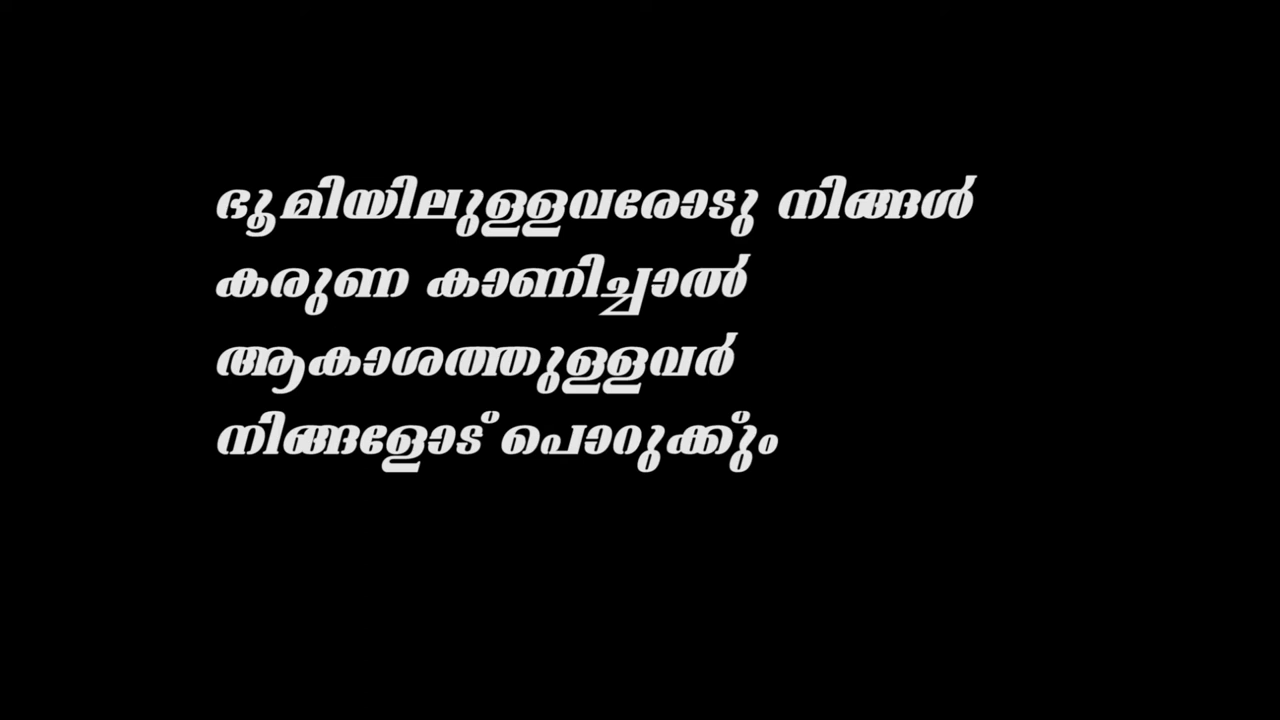 ഭൂമിയിലുള്ളവരോടു നിങ്ങൾ
കരുണ കാണിച്ചാൽ
ആകാശത്തുള്ളവർ
നിങ്ങളോട് പൊറുക്കു്ം